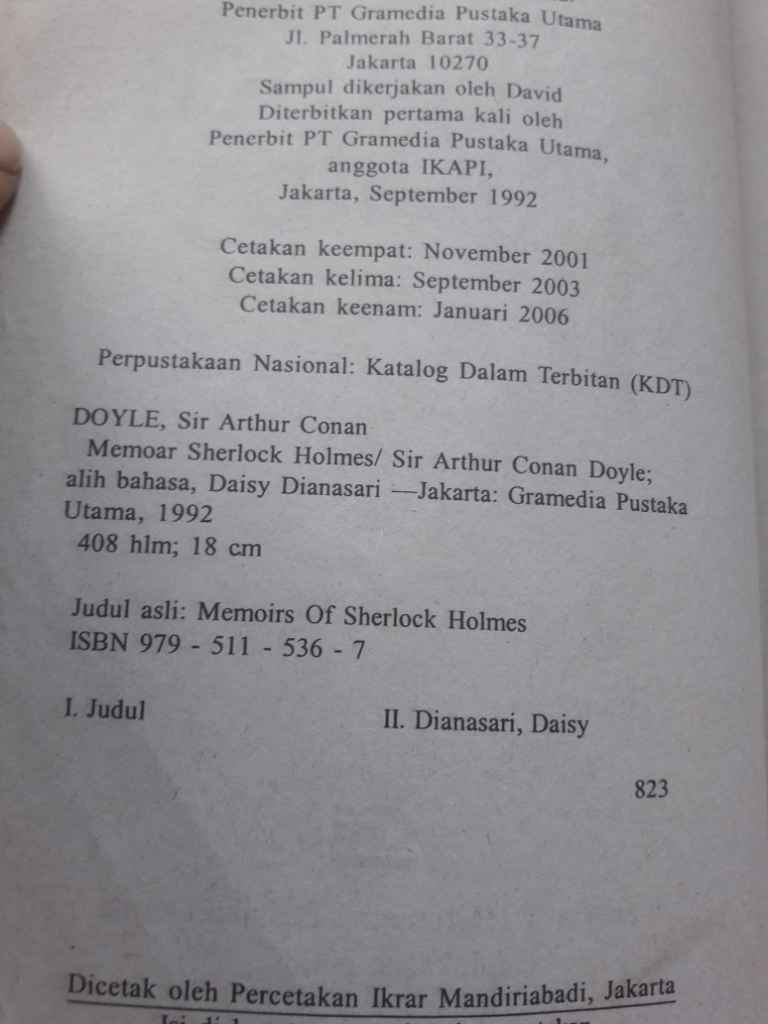 Penerbit PT Gramedia Pustaka Utama
Jl. Palmerah Barat 33-37
Jakarta 10270
Sampul dikerjakan oleh David
Diterbitkan pertama kali oleh
Penerbit PT Gramedia Pustaka Utama,
anggota IKAPI,
Jakarta, September 1992
Cetakan keempat: November 2001
Cetakan kelima: September 2003
Cetakan keenam: Januari 2006
Perpustakaan Nasional: Katalog Dalam Terbitan (KDT)
DOYLE, Sir Arthur Conan
Memoar Sherlock Holmes/ Sir Arthur Conan Doyle;
alih bahasa, Daisy Dianasari —Jakarta: Gramedia Pustaka
Utama, 1992
408 hlm; 18 cm
Judul asli: Memoirs Of Sherlock Holmes
ISBN 979 - 511 - 536 - 7
I. Judul II. Dianasari, Daisy
823
Dicetak oleh Percetakan Ikrar Mandiriabadi, Jakarta